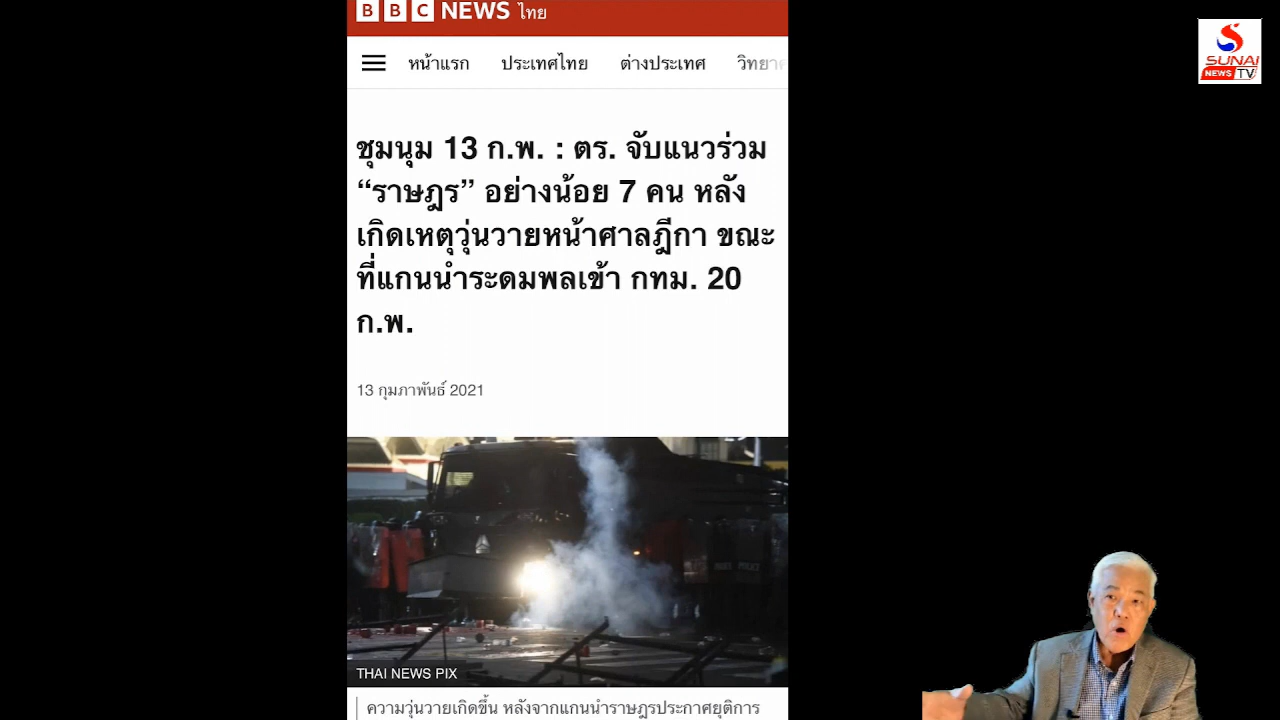 BBC NEWS ไทย
SUNAI
NEWS TV
หน้าแรก ประเทศไทย ต่างประเทศ
ชุมนุม 13 ก.พ. : ตร. จับแนวร่วม
“ราษฎร” อย่างน้อย 7 คน หลัง
เกิดเหตุวุ่นวายหน้าศาลฎีกา ขณะ
ที่แกนนำระดมพลเข้า กทม. 20
ก.พ.
13 กุมภาพันธ์ 2021
THAI NEWS PIX
ความวุ่นวายเกิดขึ้น หลังจากแกนนำราษฎรประกาศยุติการ